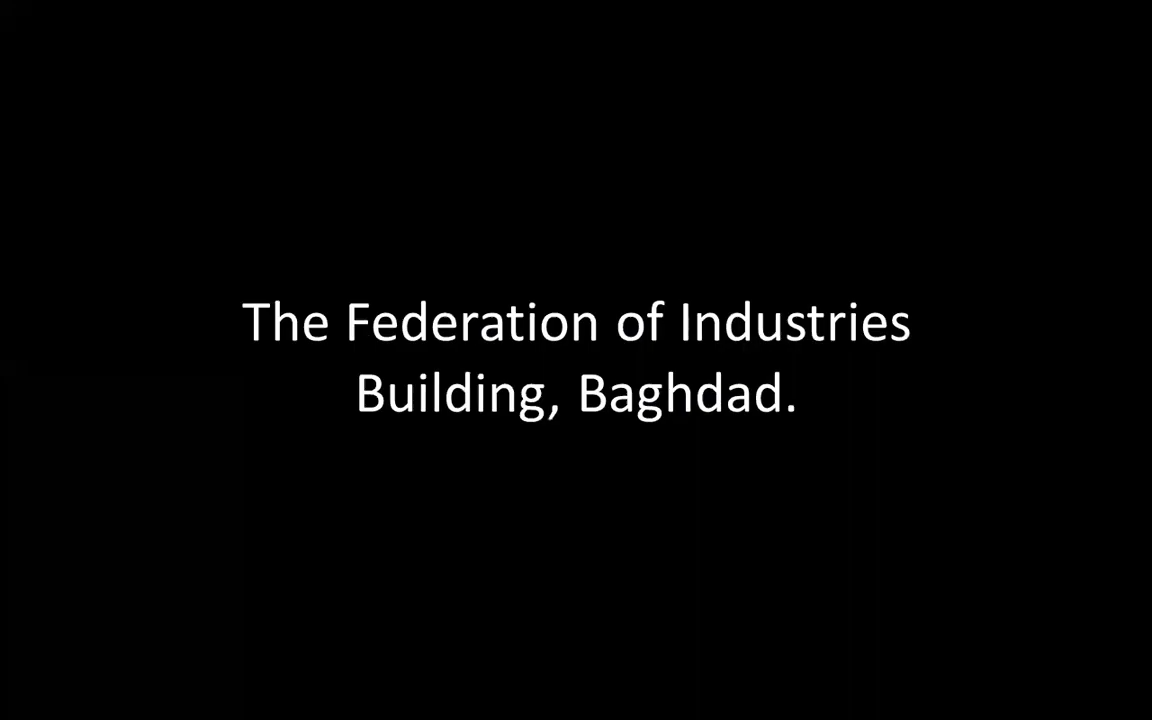 The Federation of Industries
Building, Baghdad.